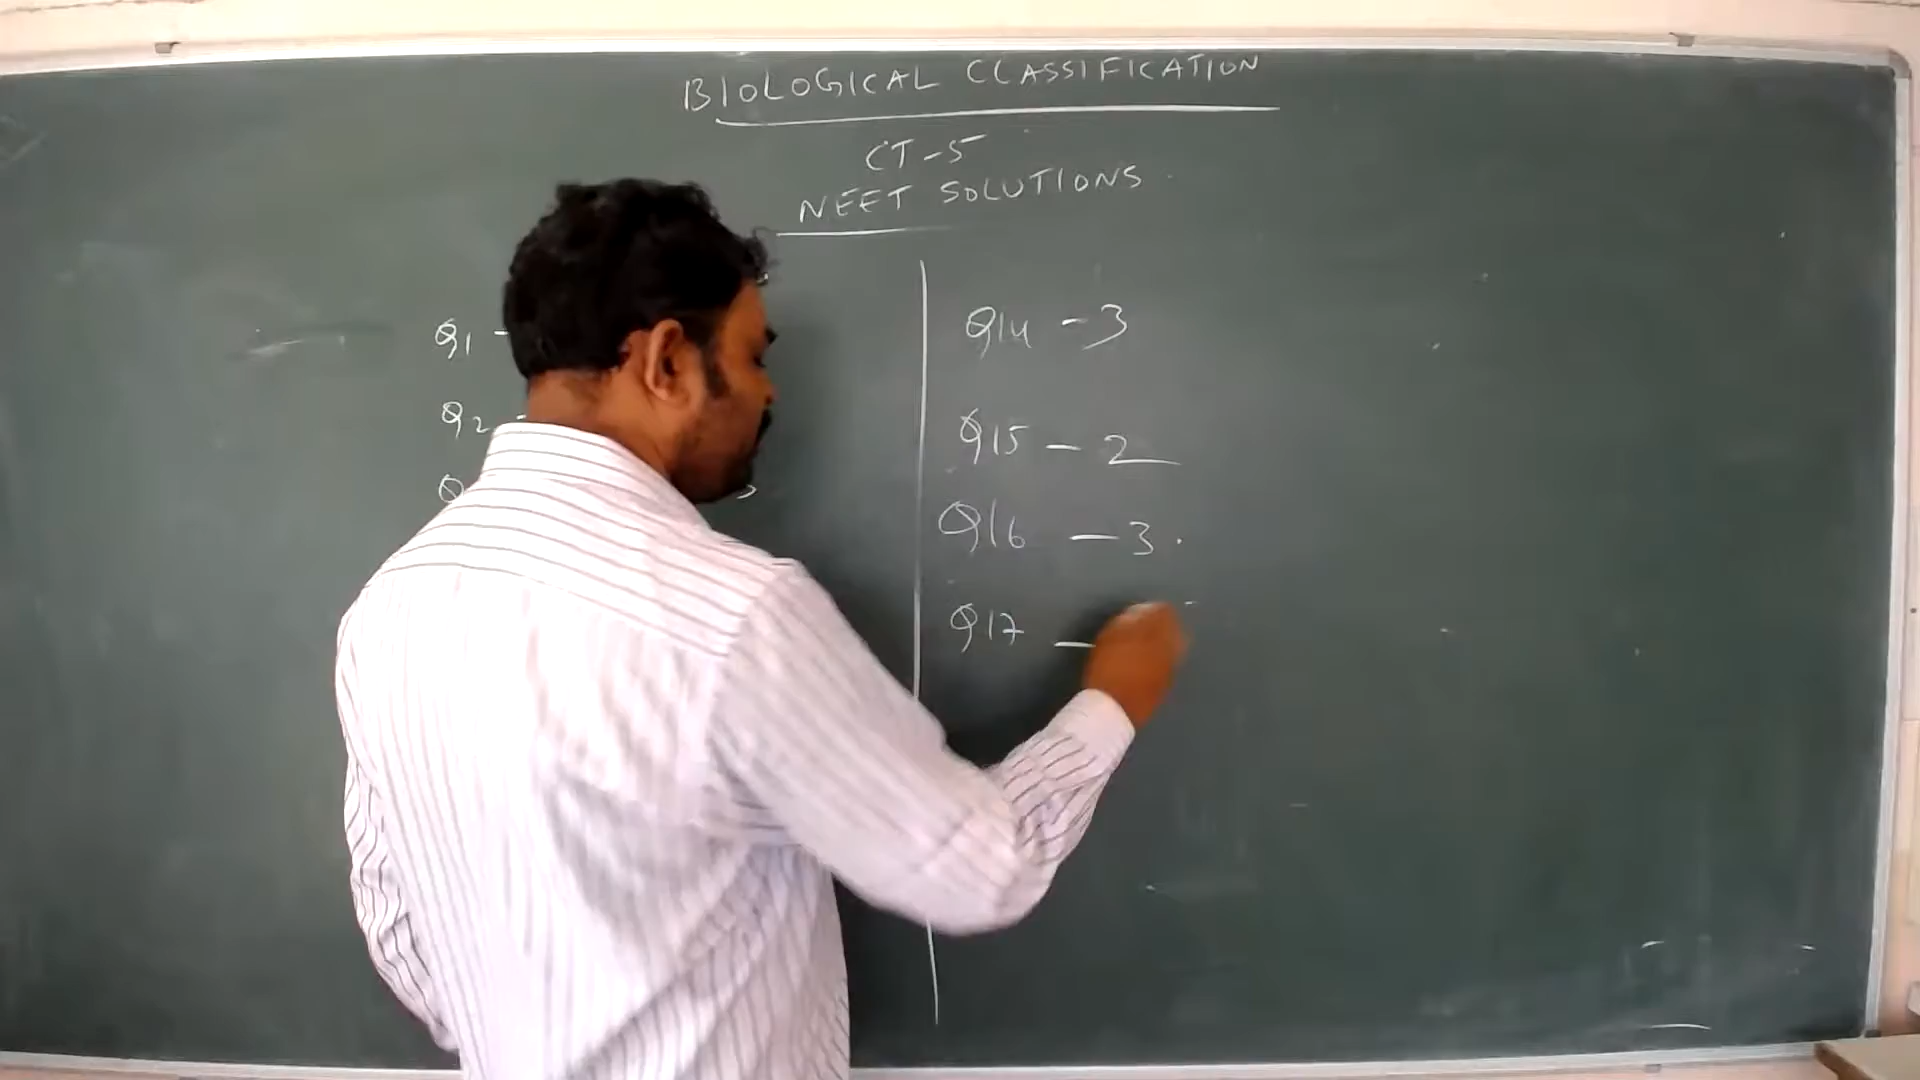 BIOLOGICAL CLASSIFICATION
CT-5
NEET SOLUTIONS
Q1 -
Q2 -
Q
Q14 - 3
Q15 - 2
Q16 - 3.
Q17 -